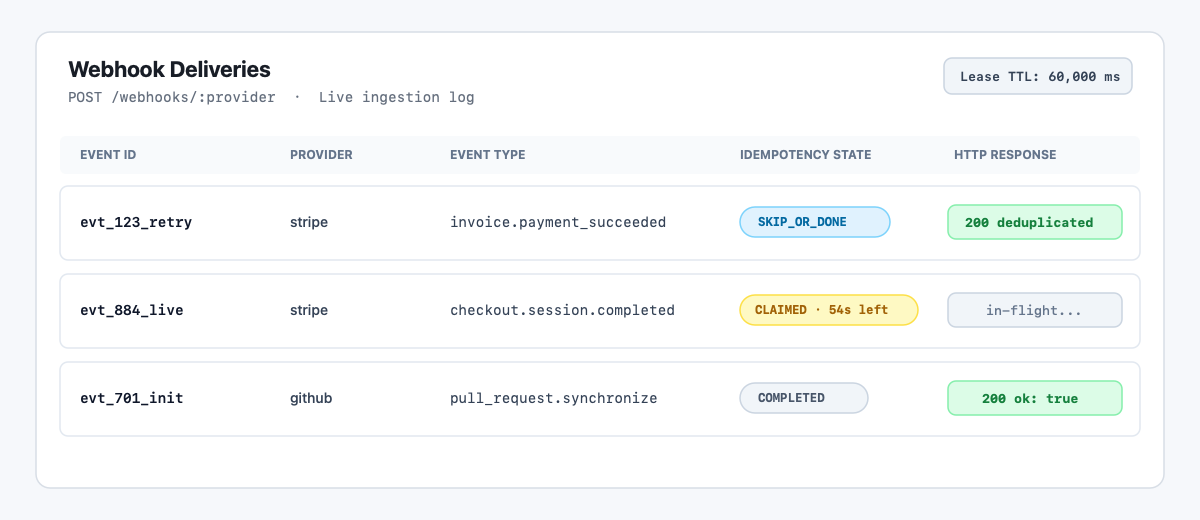 Webhook Deliveries
POST /webhooks/:provider · Live ingestion log
Lease TTL: 60,000 ms
EVENT ID PROVIDER EVENT TYPE IDEMPOTENCY STATE HTTP RESPONSE
evt_123_retry stripe invoice.payment_succeeded SKIP_OR_DONE 200 deduplicated
evt_884_live stripe checkout.session.completed CLAIMED · 54s left in-flight...
evt_701_init github pull_request.synchronize COMPLETED 200 ok: true